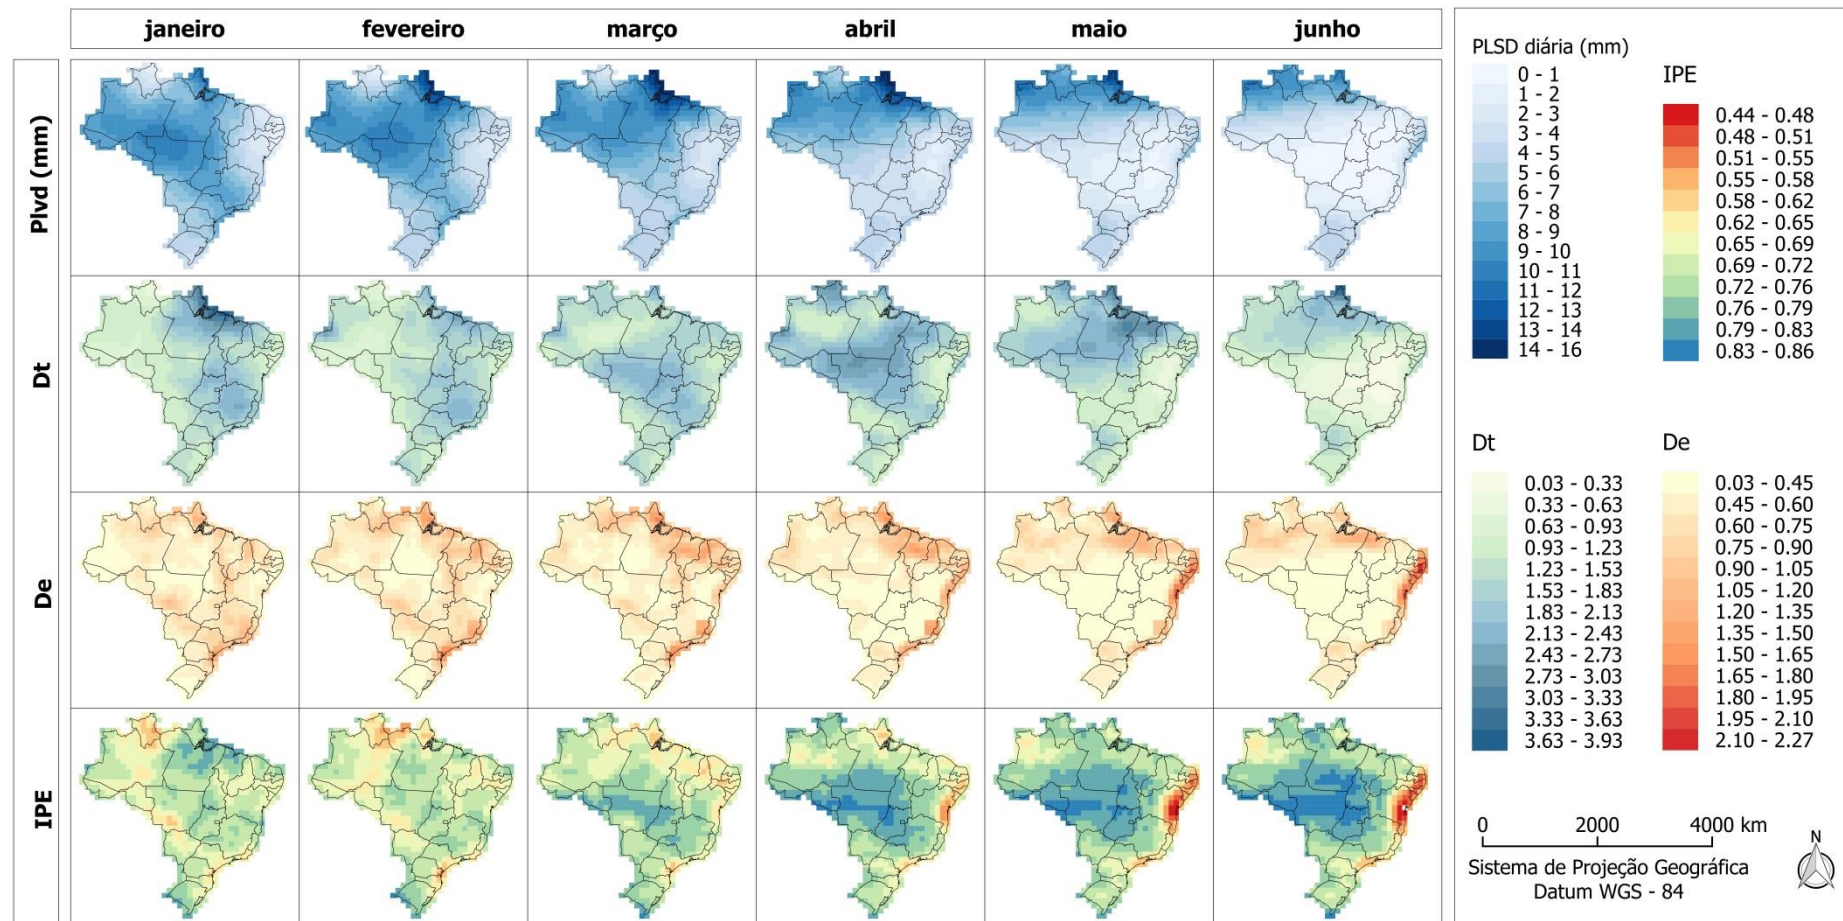 janeiro
fevereiro
março
abril
maio
junho
Plvd (mm)
Dt
De
IPE
PLSD diária (mm)
0 - 1
1 - 2
2 - 3
3 - 4
4 - 5
5 - 6
6 - 7
7 - 8
8 - 9
9 - 10
10 - 11
11 - 12
12 - 13
13 - 14
14 - 16
IPE
0.44 - 0.48
0.48 - 0.51
0.51 - 0.55
0.55 - 0.58
0.58 - 0.62
0.62 - 0.65
0.65 - 0.69
0.69 - 0.72
0.72 - 0.76
0.76 - 0.79
0.79 - 0.83
0.83 - 0.86
Dt
0.03 - 0.33
0.33 - 0.63
0.63 - 0.93
0.93 - 1.23
1.23 - 1.53
1.53 - 1.83
1.83 - 2.13
2.13 - 2.43
2.43 - 2.73
2.73 - 3.03
3.03 - 3.33
3.33 - 3.63
3.63 - 3.93
De
0.03 - 0.45
0.45 - 0.60
0.60 - 0.75
0.75 - 0.90
0.90 - 1.05
1.05 - 1.20
1.20 - 1.35
1.35 - 1.50
1.50 - 1.65
1.65 - 1.80
1.80 - 1.95
1.95 - 2.10
2.10 - 2.27
0 2000 4000 km
N
Sistema de Projeção Geográfica
Datum WGS - 84